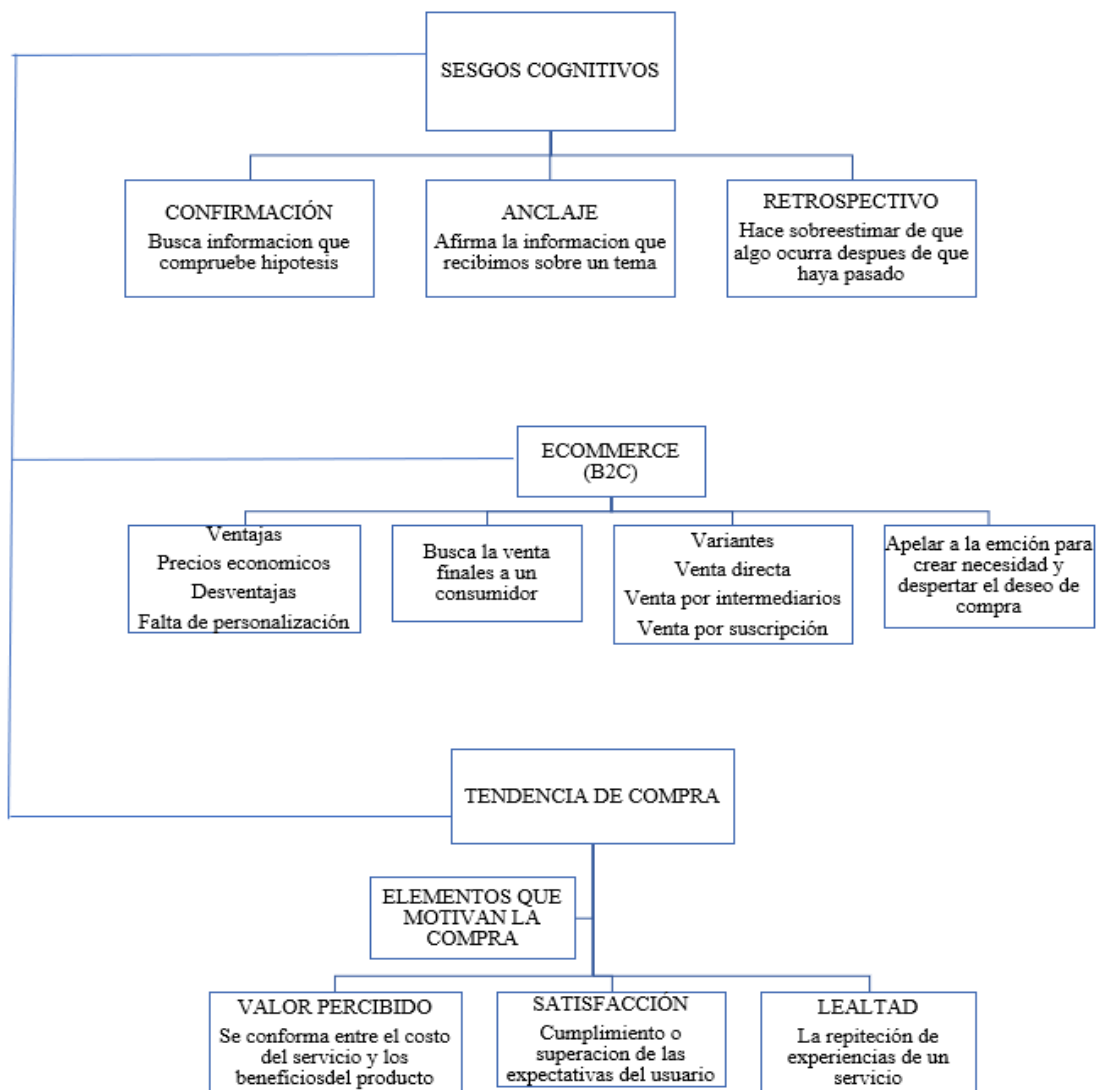 SESGOS COGNITIVOS
CONFIRMACIÓN
Busca informacion que
compruebe hipotesis
ANCLAJE
Afirma la informacion que
recibimos sobre un tema
RETROSPECTIVO
Hace sobreestimar de que
algo ocurra despues de que
haya pasado
ECOMMERCE
(B2C)
Ventajas
Precios economicos
Desventajas
Falta de personalización
Busca la venta
finales a un
consumidor
Variantes
Venta directa
Venta por intermediarios
Venta por suscripción
Apelar a la emción para
crear necesidad y
despertar el deseo de
compra
TENDENCIA DE COMPRA
ELEMENTOS QUE
MOTIVAN LA
COMPRA
VALOR PERCIBIDO
Se conforma entre el costo
del servicio y los
beneficiosdel producto
SATISFACCIÓN
Cumplimiento o
superacion de las
expectativas del usuario
LEALTAD
La repiteción de
experiencias de un
servicio